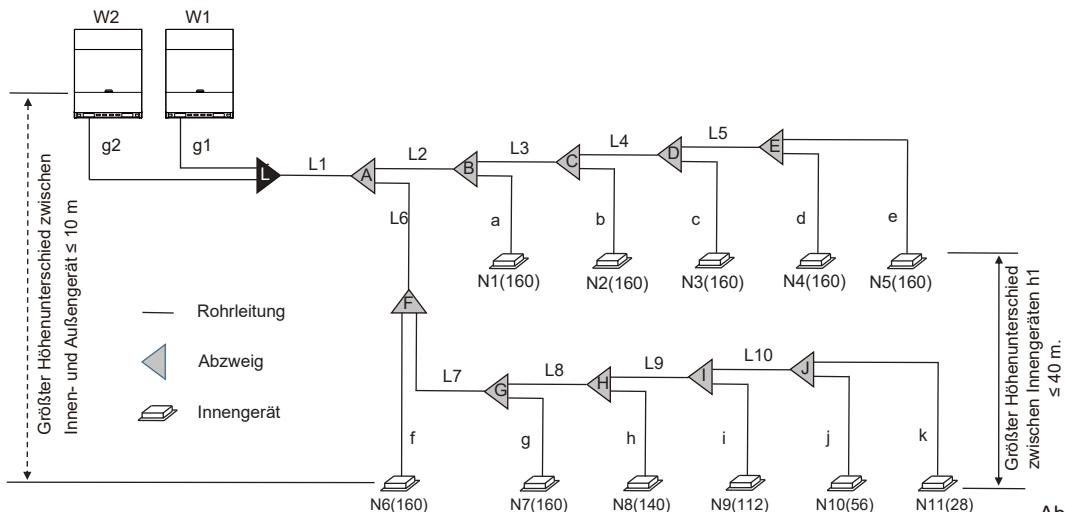 W2
W1
g2
g1
L
L1
A
L2
B
L3
C
L4
D
L5
E
L6
a
b
c
d
e
N1(160)
N2(160)
N3(160)
N4(160)
N5(160)
Größter Höhenunterschied zwischen
Innen- und Außengerät ≤ 10 m
Rohrleitung
Abzweig
Innengerät
F
L7
G
L8
H
L9
I
L10
J
f
g
h
i
j
k
N6(160)
N7(160)
N8(140)
N9(112)
N10(56)
N11(28)
Größter Höhenunterschied
zwischen Innengeräten h1
≤ 40 m.
Ab